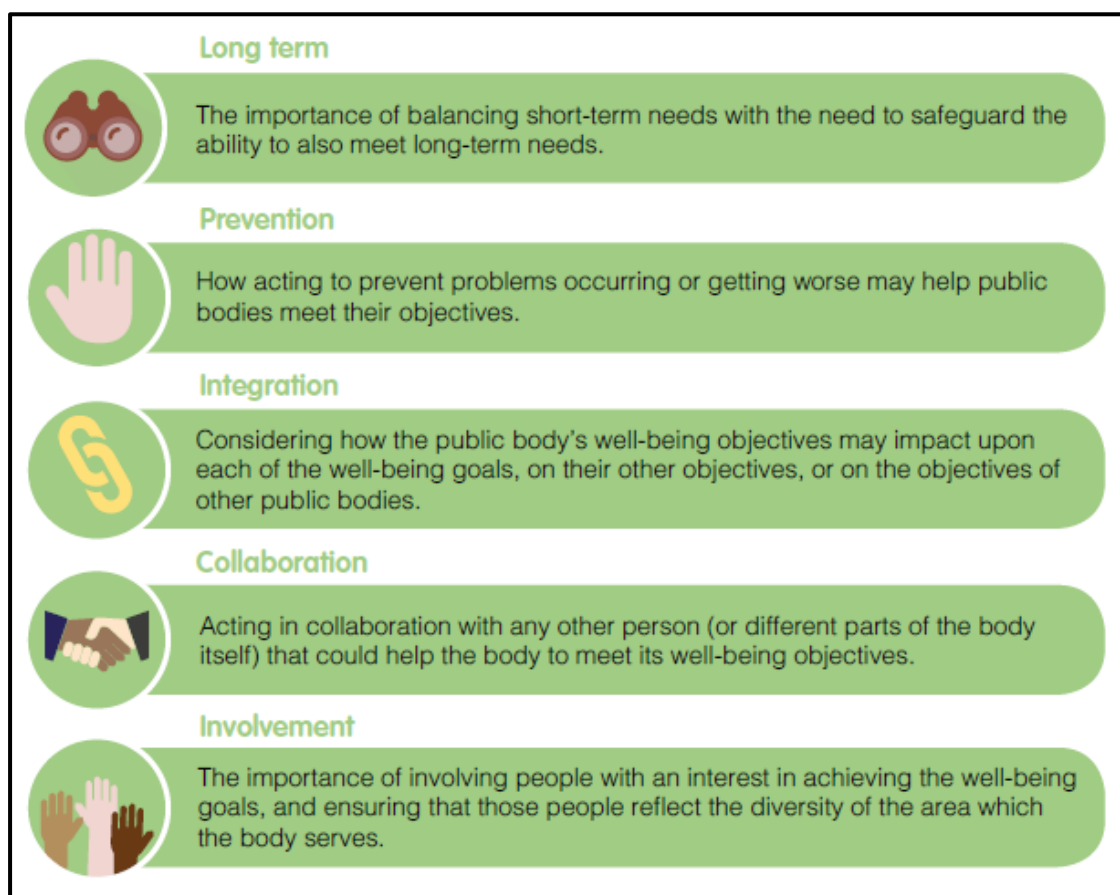 Long term
The importance of balancing short-term needs with the need to safeguard the
ability to also meet long-term needs.
Prevention
How acting to prevent problems occurring or getting worse may help public
bodies meet their objectives.
Integration
Considering how the public body's well-being objectives may impact upon
each of the well-being goals, on their other objectives, or on the objectives of
other public bodies.
Collaboration
Acting in collaboration with any other person (or different parts of the body
itself) that could help the body to meet its well-being objectives.
Involvement
The importance of involving people with an interest in achieving the well-being
goals, and ensuring that those people reflect the diversity of the area which
the body serves.